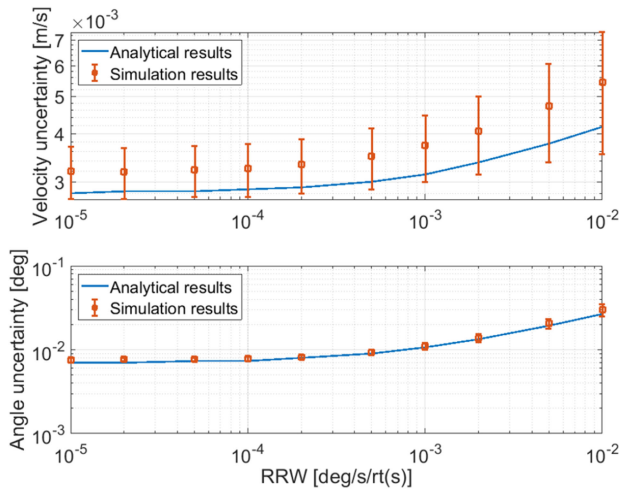 ×10⁻³
Velocity uncertainty [m/s]
7
6
5
4
3
Analytical results
Simulation results
10⁻⁵
10⁻⁴
10⁻³
10⁻²
Angle uncertainty [deg]
10⁻¹
10⁻²
10⁻³
Analytical results
Simulation results
10⁻⁵
10⁻⁴
10⁻³
10⁻²
RRW [deg/s/rt(s)]